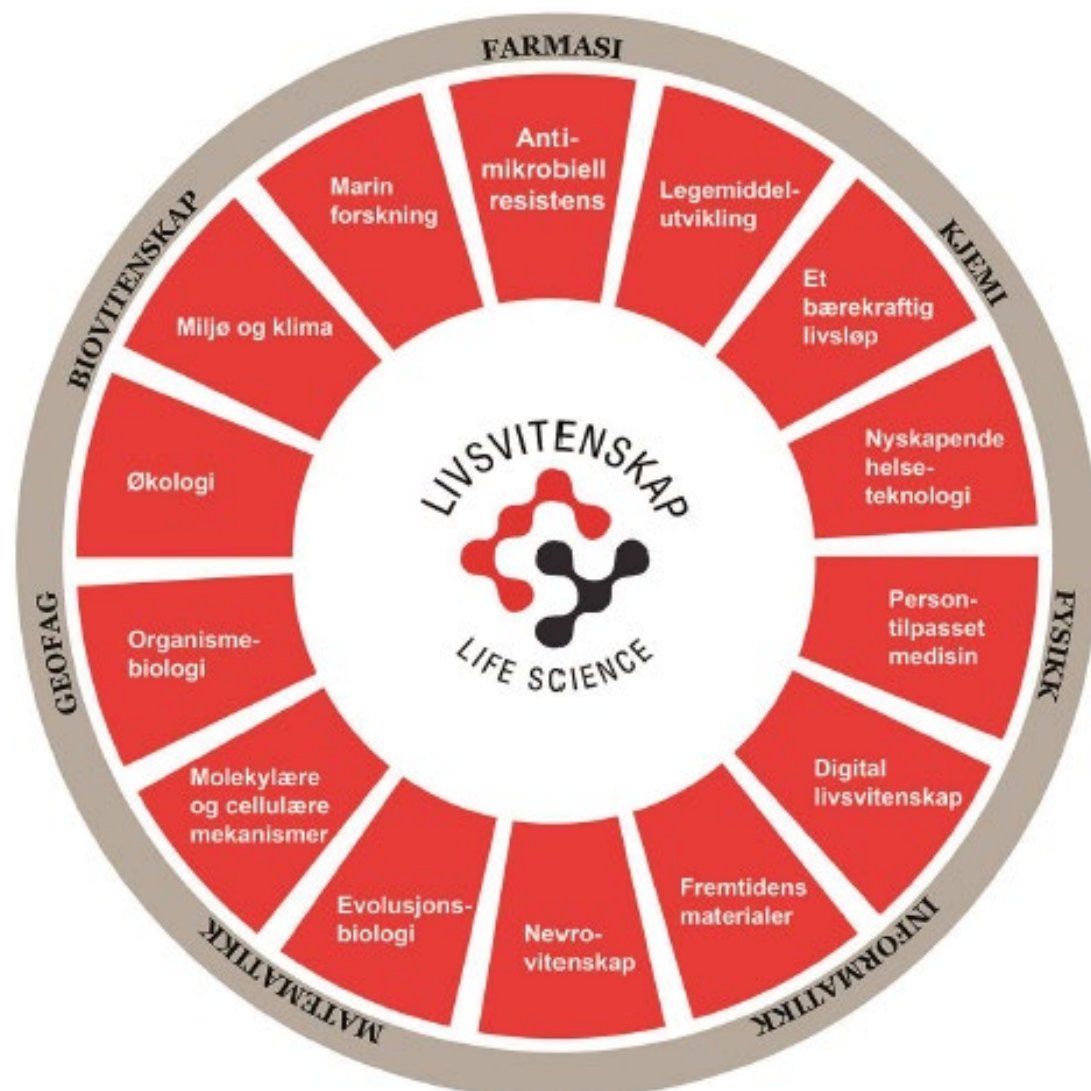 FARMASI
KJEMI
FYSIKK
INFORMATIKK
MATEMATIKK
GEOFAG
BIOVITENSKAP
Anti-
mikrobiell
resistens
Legemiddel-
utvikling
Et
bærekraftig
livsløp
Nyskapende
helse-
teknologi
Person-
tilpasset
medisin
Digital
livsvitenskap
Fremtidens
materialer
Nevro-
vitenskap
Evolusjons-
biologi
Molekylære
og cellulære
mekanismer
Organisme-
biologi
Økologi
Miljø og klima
Marin
forskning
LIVSVITENSKAP
LIFE SCIENCE